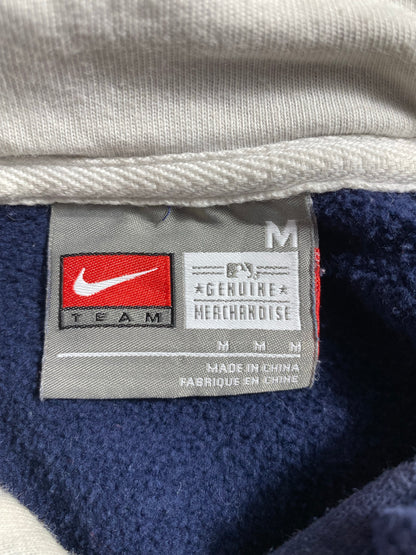 M
TEAM
GENUINE
MERCHANDISE
M M M
MADE IN CHINA
FABRIQUE EN CHINE